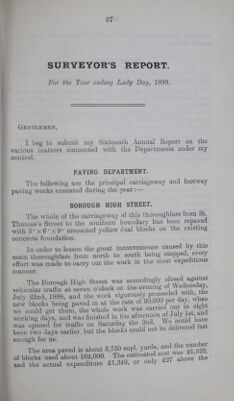 37
SURVEYOR'S REPORT.
For the Year ending Lady Day, 1899.
GENTLEMEN,
I beg to submit my Sixteenth Annual Report on the
various matters connected with the Departments under my
control.
PAVING DEPARTMENT.
The following are the principal carriageway and footway
paving works executed during the year:—
BOROUGH HIGH STREET.
The whole of the carriageway of this thoroughfare from St.
Thomas's Street to the southern boundary has been repaved
with 3" × 6" × 9" creosoted yellow deal blocks on the existing
concrete foundation.
In order to lessen the great inconvenience caused by this
main thoroughfare from north to south being stopped, every
effort was made to carry out the work in the most expeditious
manner.
The Borough High Street was accordingly closed against
vehicular traffic at seven o'clock on the evening of Wednesday,
July 22nd, 1898, and the work vigorously proceeded with, the
new blocks being paved in at the rate of 20,000 per day, when
we could get them, the whole work was carried out in eight
working days, and was finished in the afternoon of July 1st, and
was opened for traffic on Saturday the 2nd. We could have
been two days earlier, but the blocks could not be delivered fast
enough for us.
The area paved is about 3,750 supl. yards, and the number
of blocks used about 162,000. The estimated cost was £1,322,
and the actual expenditure £1,349, or only £27 above the